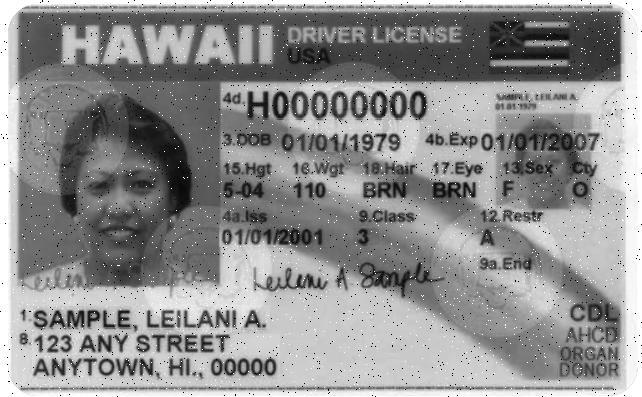 HAWAII DRIVER LICENSE
USA
4d. H00000000
SAMPLE, LEILANI A.
01/01/1979
3.DOB 01/01/1979 4b.Exp 01/01/2007
15.Hgt 16.Wgt 18.Hair 17.Eye 13.Sex Cty
5-04 110 BRN BRN F O
4a.Iss 9.Class 12.Restr
01/01/2001 3 A
9a.End
Leilani A Sample
1 SAMPLE, LEILANI A.
8 123 ANY STREET
ANYTOWN, HI., 00000
CDL
AHCD
ORGAN
DONOR